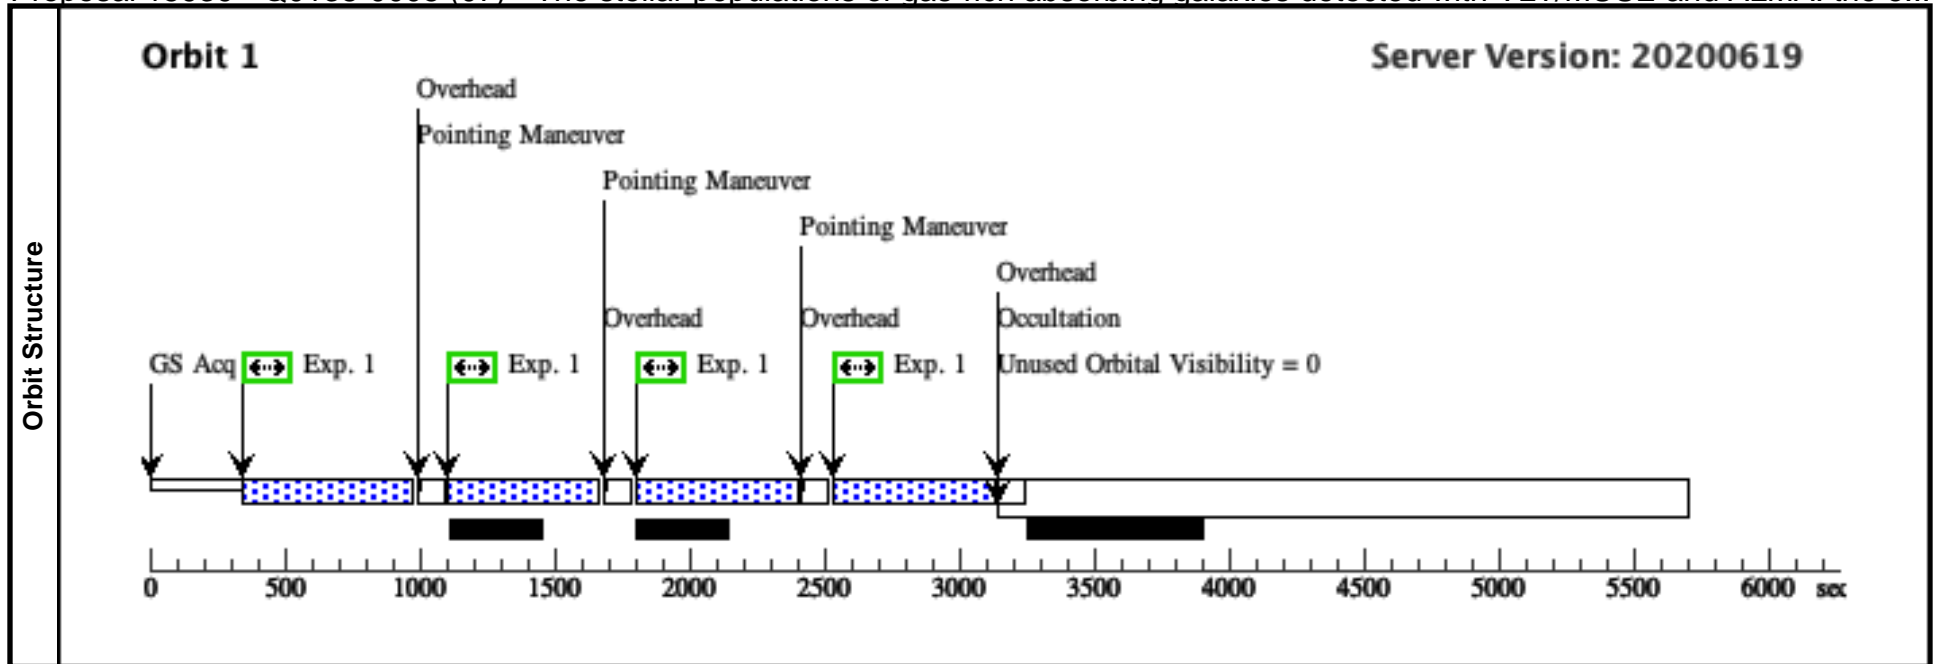 Orbit Structure
Orbit 1
Server Version: 20200619
Overhead
Pointing Maneuver
Pointing Maneuver
Pointing Maneuver
Overhead
Overhead
Overhead
Occultation
GS Acq
Exp. 1
Exp. 1
Exp. 1
Exp. 1
Unused Orbital Visibility = 0
0 500 1000 1500 2000 2500 3000 3500 4000 4500 5000 5500 6000 sec